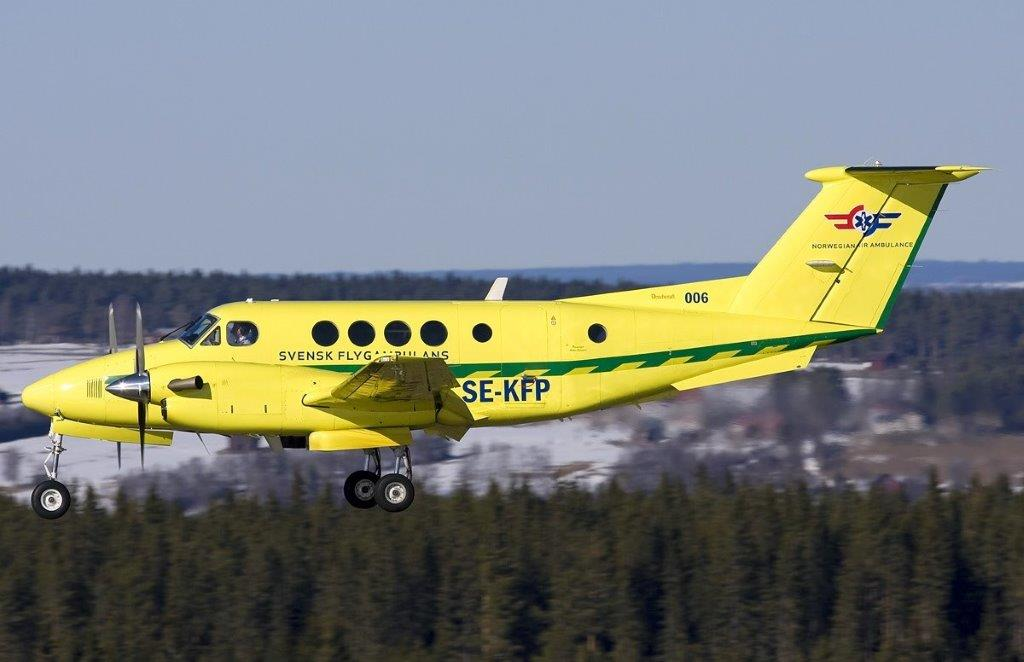 NORWEGIAN AIR AMBULANCE
006
SVENSK FLYGAMBULANS
SE-KFP